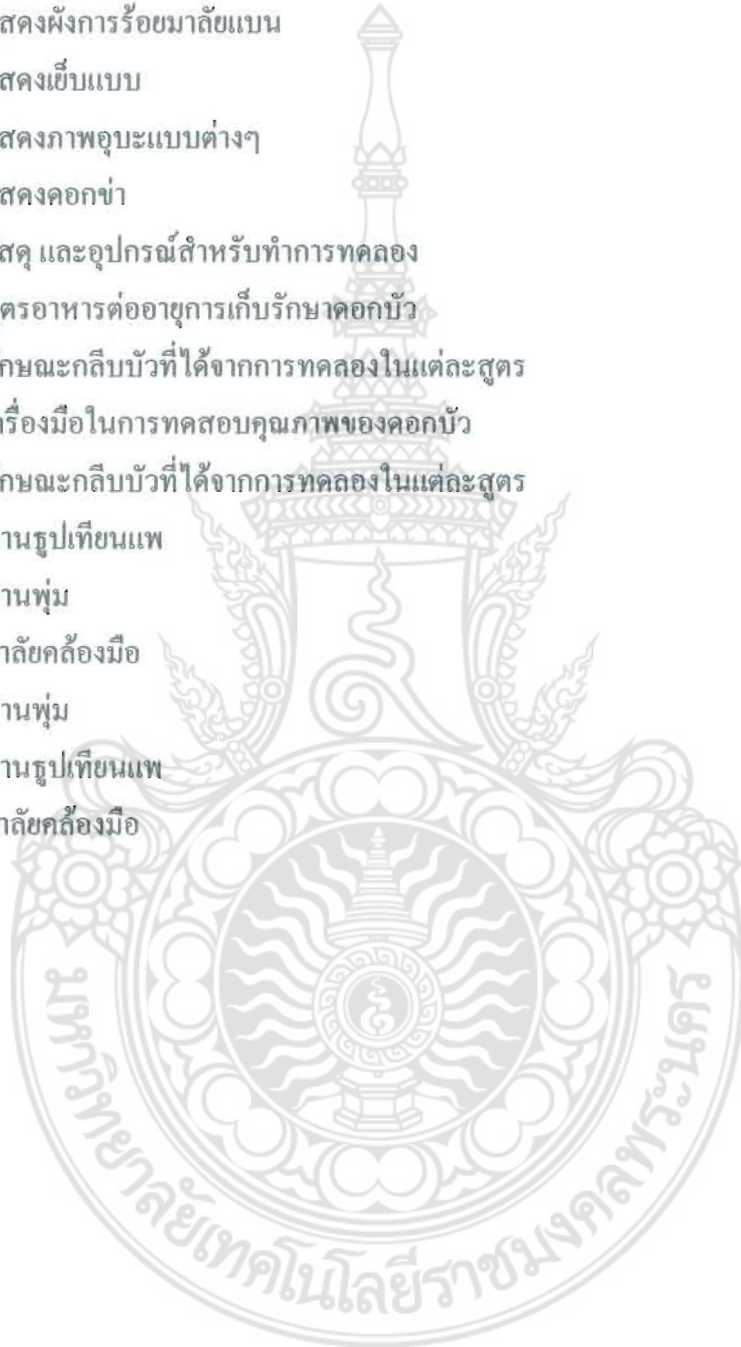 สดงผังการร้อยมาลัยแบน
สดงเย็บแบบ
สดงภาพอุบะแบบต่างๆ
สดงดอกข่า
สดุ และอุปกรณ์สำหรับทำการทดลอง
ตรอาหารต่ออายุการเก็บรักษาดอกบัว
ักษณะกลีบบัวที่ได้จากการทดลองในแต่ละสูตร
ครื่องมือในการทดสอบคุณภาพของดอกบัว
ักษณะกลีบบัวที่ได้จากการทดลองในแต่ละสูตร
านธูปเทียนแพ
านพุ่ม
าลัยคล้องมือ
านพุ่ม
านธูปเทียนแพ
าลัยคล้องมือ
มหาวิทยาลัยเทคโนโลยีราชมงคลพระนคร